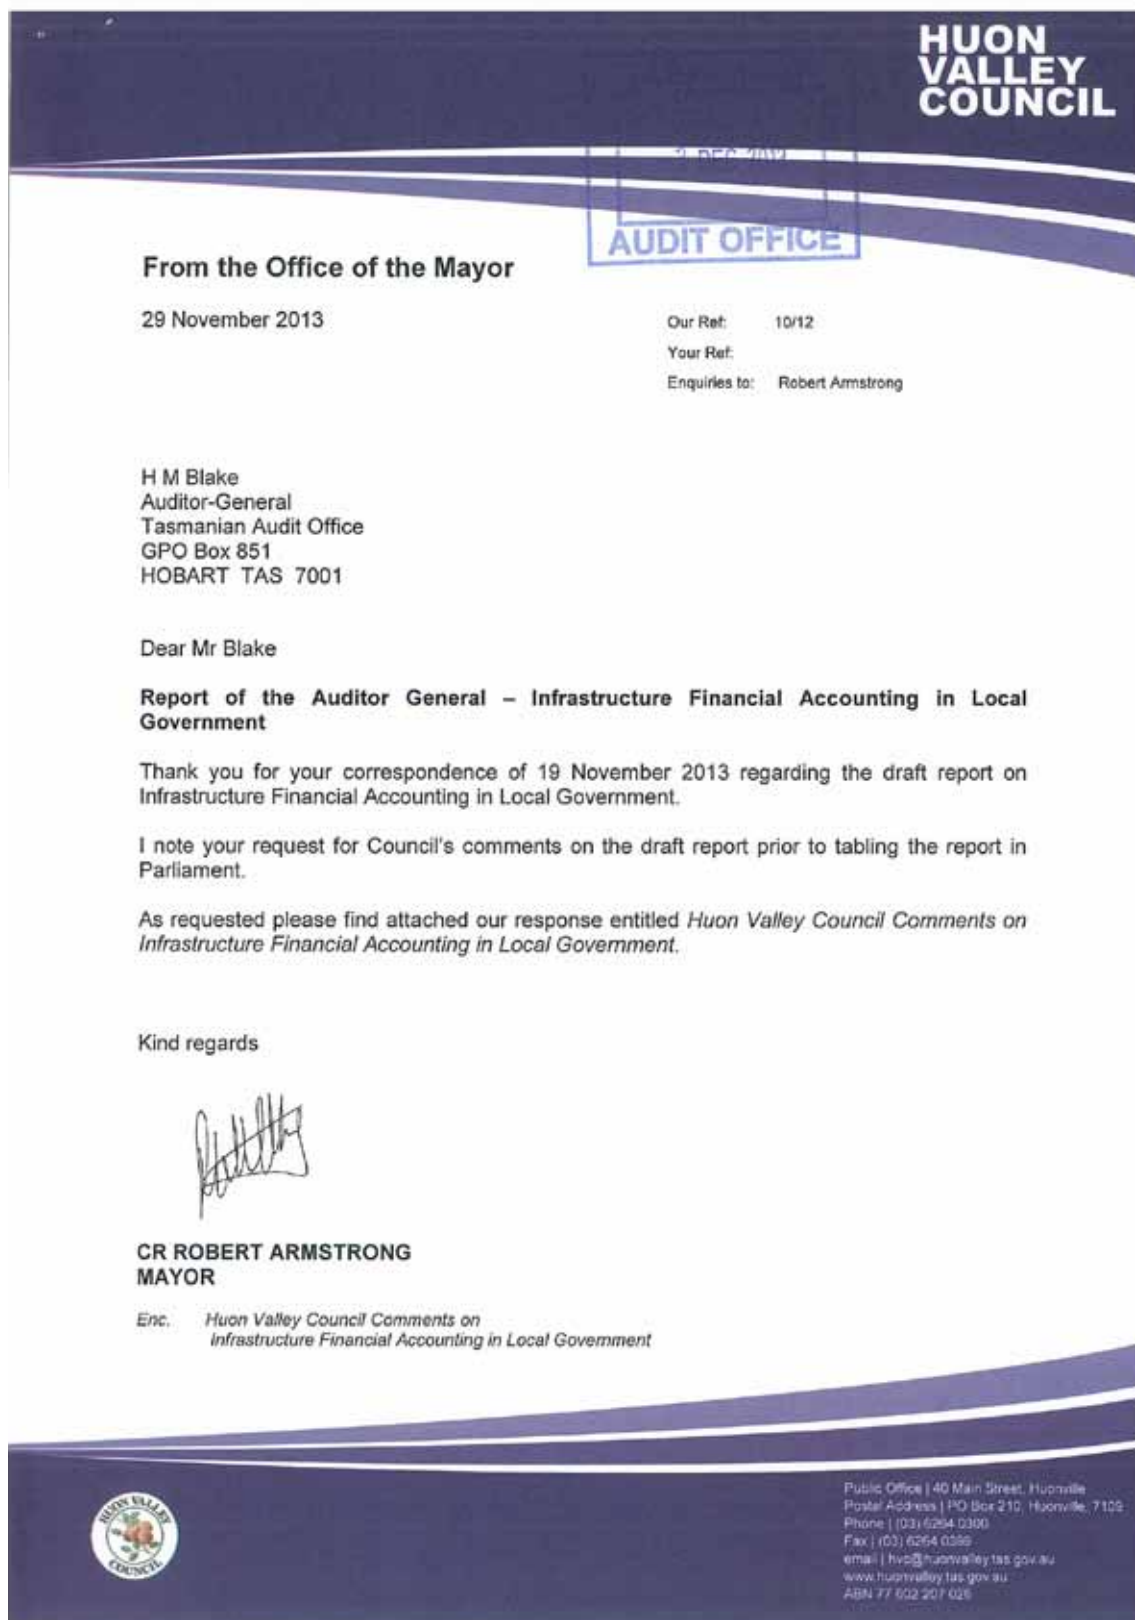 HUON
VALLEY
COUNCIL
2 DEC 2013
AUDIT OFFICE
From the Office of the Mayor
29 November 2013
Our Ref: 10/12
Your Ref:
Enquiries to: Robert Armstrong
H M Blake
Auditor-General
Tasmanian Audit Office
GPO Box 851
HOBART TAS 7001
Dear Mr Blake
Report of the Auditor General – Infrastructure Financial Accounting in Local
Government
Thank you for your correspondence of 19 November 2013 regarding the draft report on
Infrastructure Financial Accounting in Local Government.
I note your request for Council's comments on the draft report prior to tabling the report in
Parliament.
As requested please find attached our response entitled Huon Valley Council Comments on
Infrastructure Financial Accounting in Local Government.
Kind regards
CR ROBERT ARMSTRONG
MAYOR
Enc. Huon Valley Council Comments on
Infrastructure Financial Accounting in Local Government
HUON VALLEY
COUNCIL
Public Office | 40 Main Street, Huonville
Postal Address | PO Box 210, Huonville, 7109
Phone | (03) 6264 0300
Fax | (03) 6264 0399
email | hvc@huonvalley.tas.gov.au
www.huonvalley.tas.gov.au
ABN 77 602 207 026